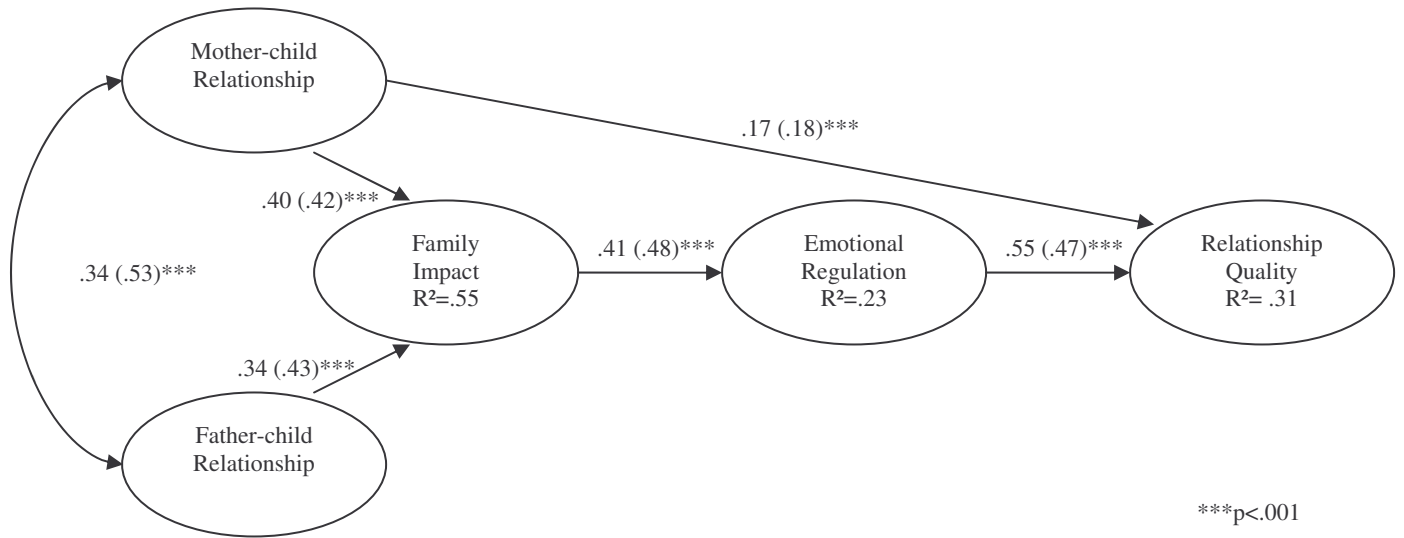 Mother-child
Relationship
.17 (.18)***
.40 (.42)***
Family
Impact
R²=.55
.41 (.48)***
Emotional
Regulation
R²=.23
.55 (.47)***
Relationship
Quality
R²= .31
.34 (.53)***
.34 (.43)***
Father-child
Relationship
***p<.001